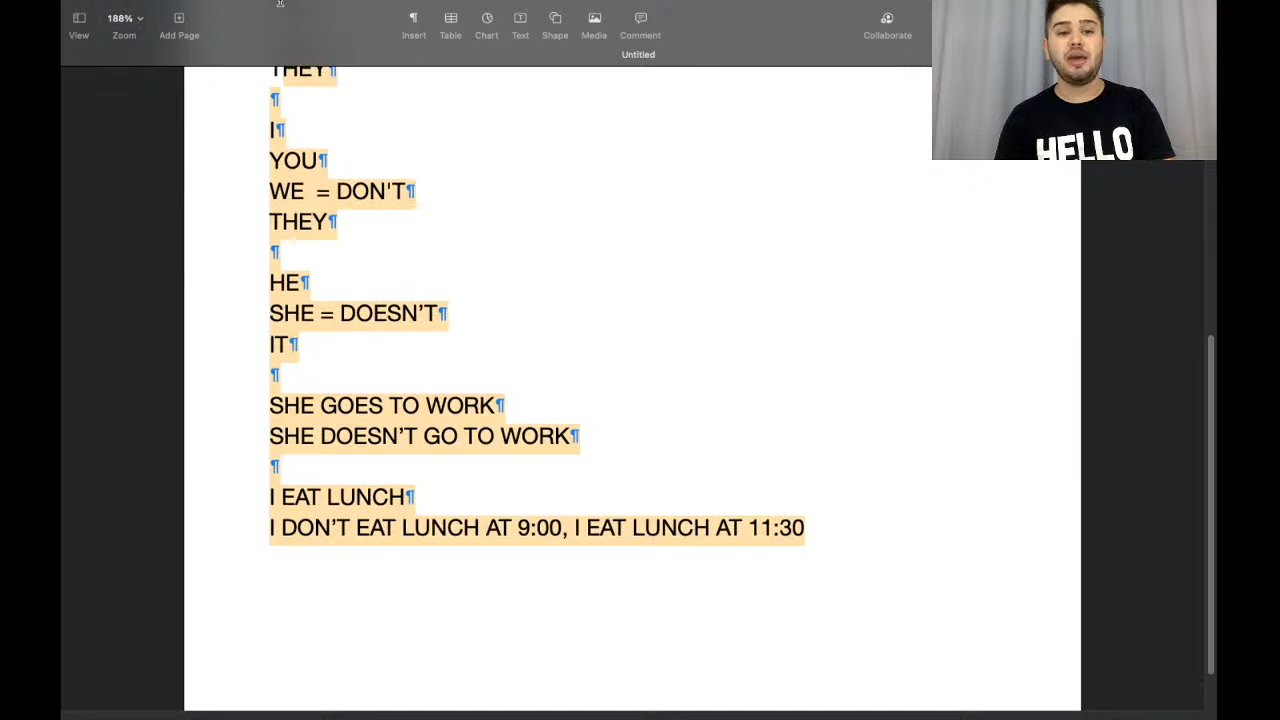 188%
View
Zoom
Add Page
Insert
Table
Chart
Text
Shape
Media
Comment
Collaborate
Untitled
HELLO
THEY¶
¶
I¶
YOU¶
WE  = DON'T¶
THEY¶
¶
HE¶
SHE = DOESN’T¶
IT¶
¶
SHE GOES TO WORK¶
SHE DOESN’T GO TO WORK¶
¶
I EAT LUNCH¶
I DON’T EAT LUNCH AT 9:00, I EAT LUNCH AT 11:30